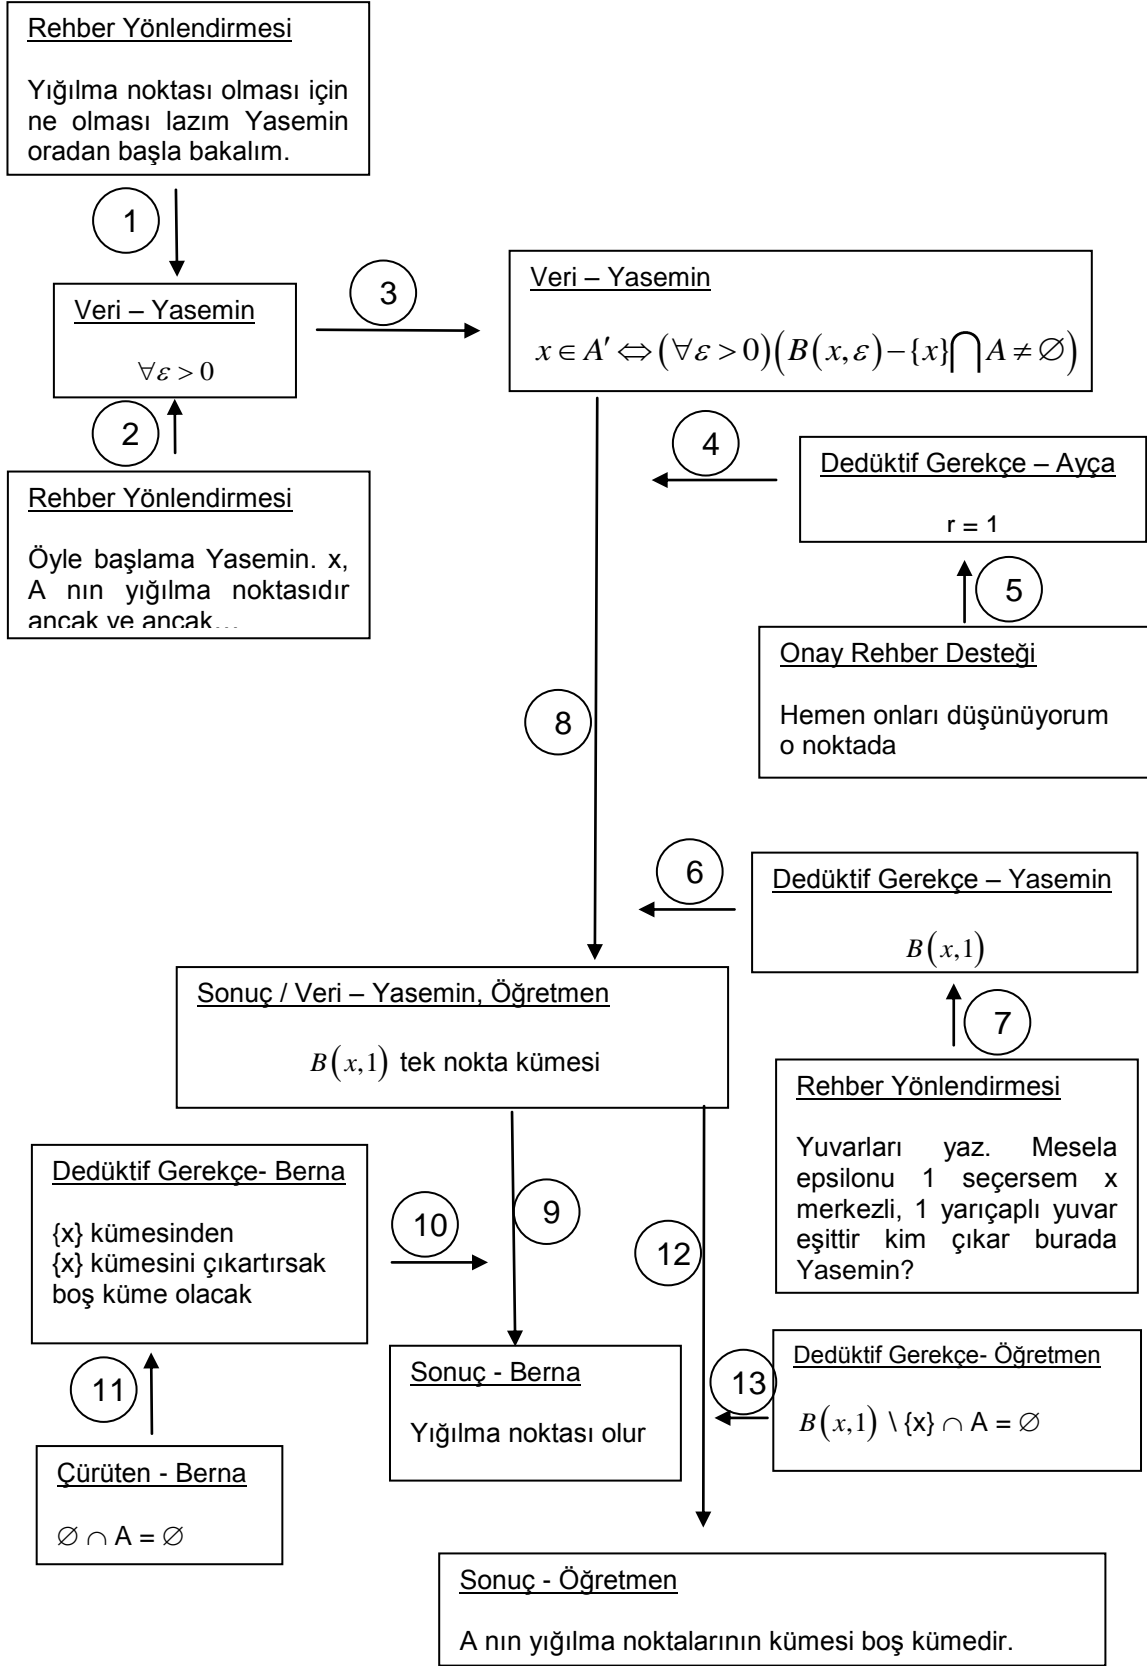 Rehber Yönlendirmesi
Yığılma noktası olması için
ne olması lazım Yasemin
oradan başla bakalım.
1
Veri – Yasemin
∀ε > 0
2
Rehber Yönlendirmesi
Öyle başlama Yasemin. x,
A nın yığılma noktasıdır
ancak ve ancak…
3
Veri – Yasemin
x ∈ A′ ⇔ (∀ε > 0)(B(x, ε) − {x} ⋂ A ≠ ∅)
4
Dedüktif Gerekçe – Ayça
r = 1
5
Onay Rehber Desteği
Hemen onları düşünüyorum
o noktada
8
6
Dedüktif Gerekçe – Yasemin
B(x,1)
7
Rehber Yönlendirmesi
Yuvarları yaz. Mesela
epsilonu 1 seçersem x
merkezli, 1 yarıçaplı yuvar
eşittir kim çıkar burada
Yasemin?
Sonuç / Veri – Yasemin, Öğretmen
B(x,1) tek nokta kümesi
9
Dedüktif Gerekçe- Berna
{x} kümesinden
{x} kümesini çıkartırsak
boş küme olacak
10
11
Çürüten - Berna
∅ ∩ A = ∅
Sonuç - Berna
Yığılma noktası olur
12
13
Dedüktif Gerekçe- Öğretmen
B(x,1) \ {x} ∩ A = ∅
Sonuç - Öğretmen
A nın yığılma noktalarının kümesi boş kümedir.